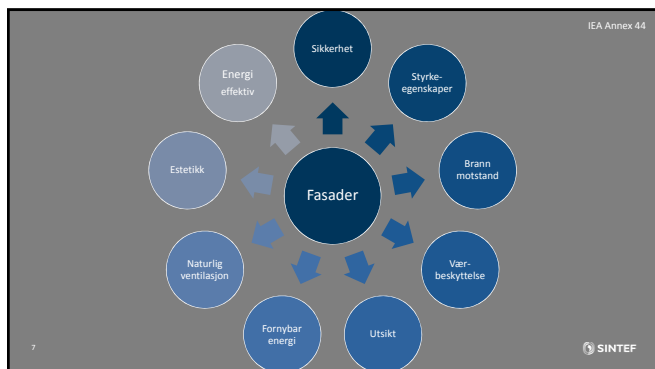 IEA Annex 44
Sikkerhet
Styrke-
egenskaper
Brann
motstand
Vær-
beskyttelse
Utsikt
Fornybar
energi
Naturlig
ventilasjon
Estetikk
Energi
effektiv
Fasader
7
SINTEF